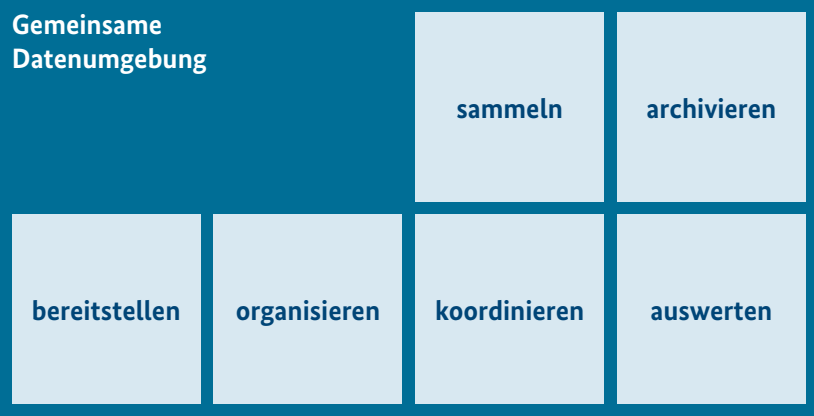 Gemeinsame
Datenumgebung
sammeln
archivieren
bereitstellen
organisieren
koordinieren
auswerten